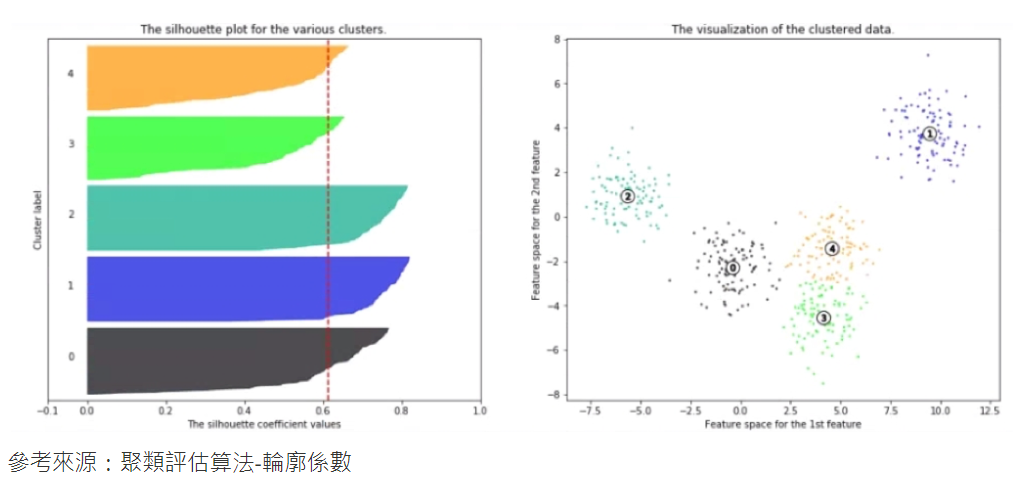 The silhouette plot for the various clusters.
4
3
2
1
0
Cluster label
−0.1 0.0 0.2 0.4 0.6 0.8 1.0
The silhouette coefficient values
The visualization of the clustered data.
8
6
4
2
0
−2
−4
−6
−8
Feature space for the 2nd feature
1
2
4
0
3
−7.5 −5.0 −2.5 0.0 2.5 5.0 7.5 10.0 12.5
Feature space for the 1st feature
參考來源：聚類評估算法-輪廓係數